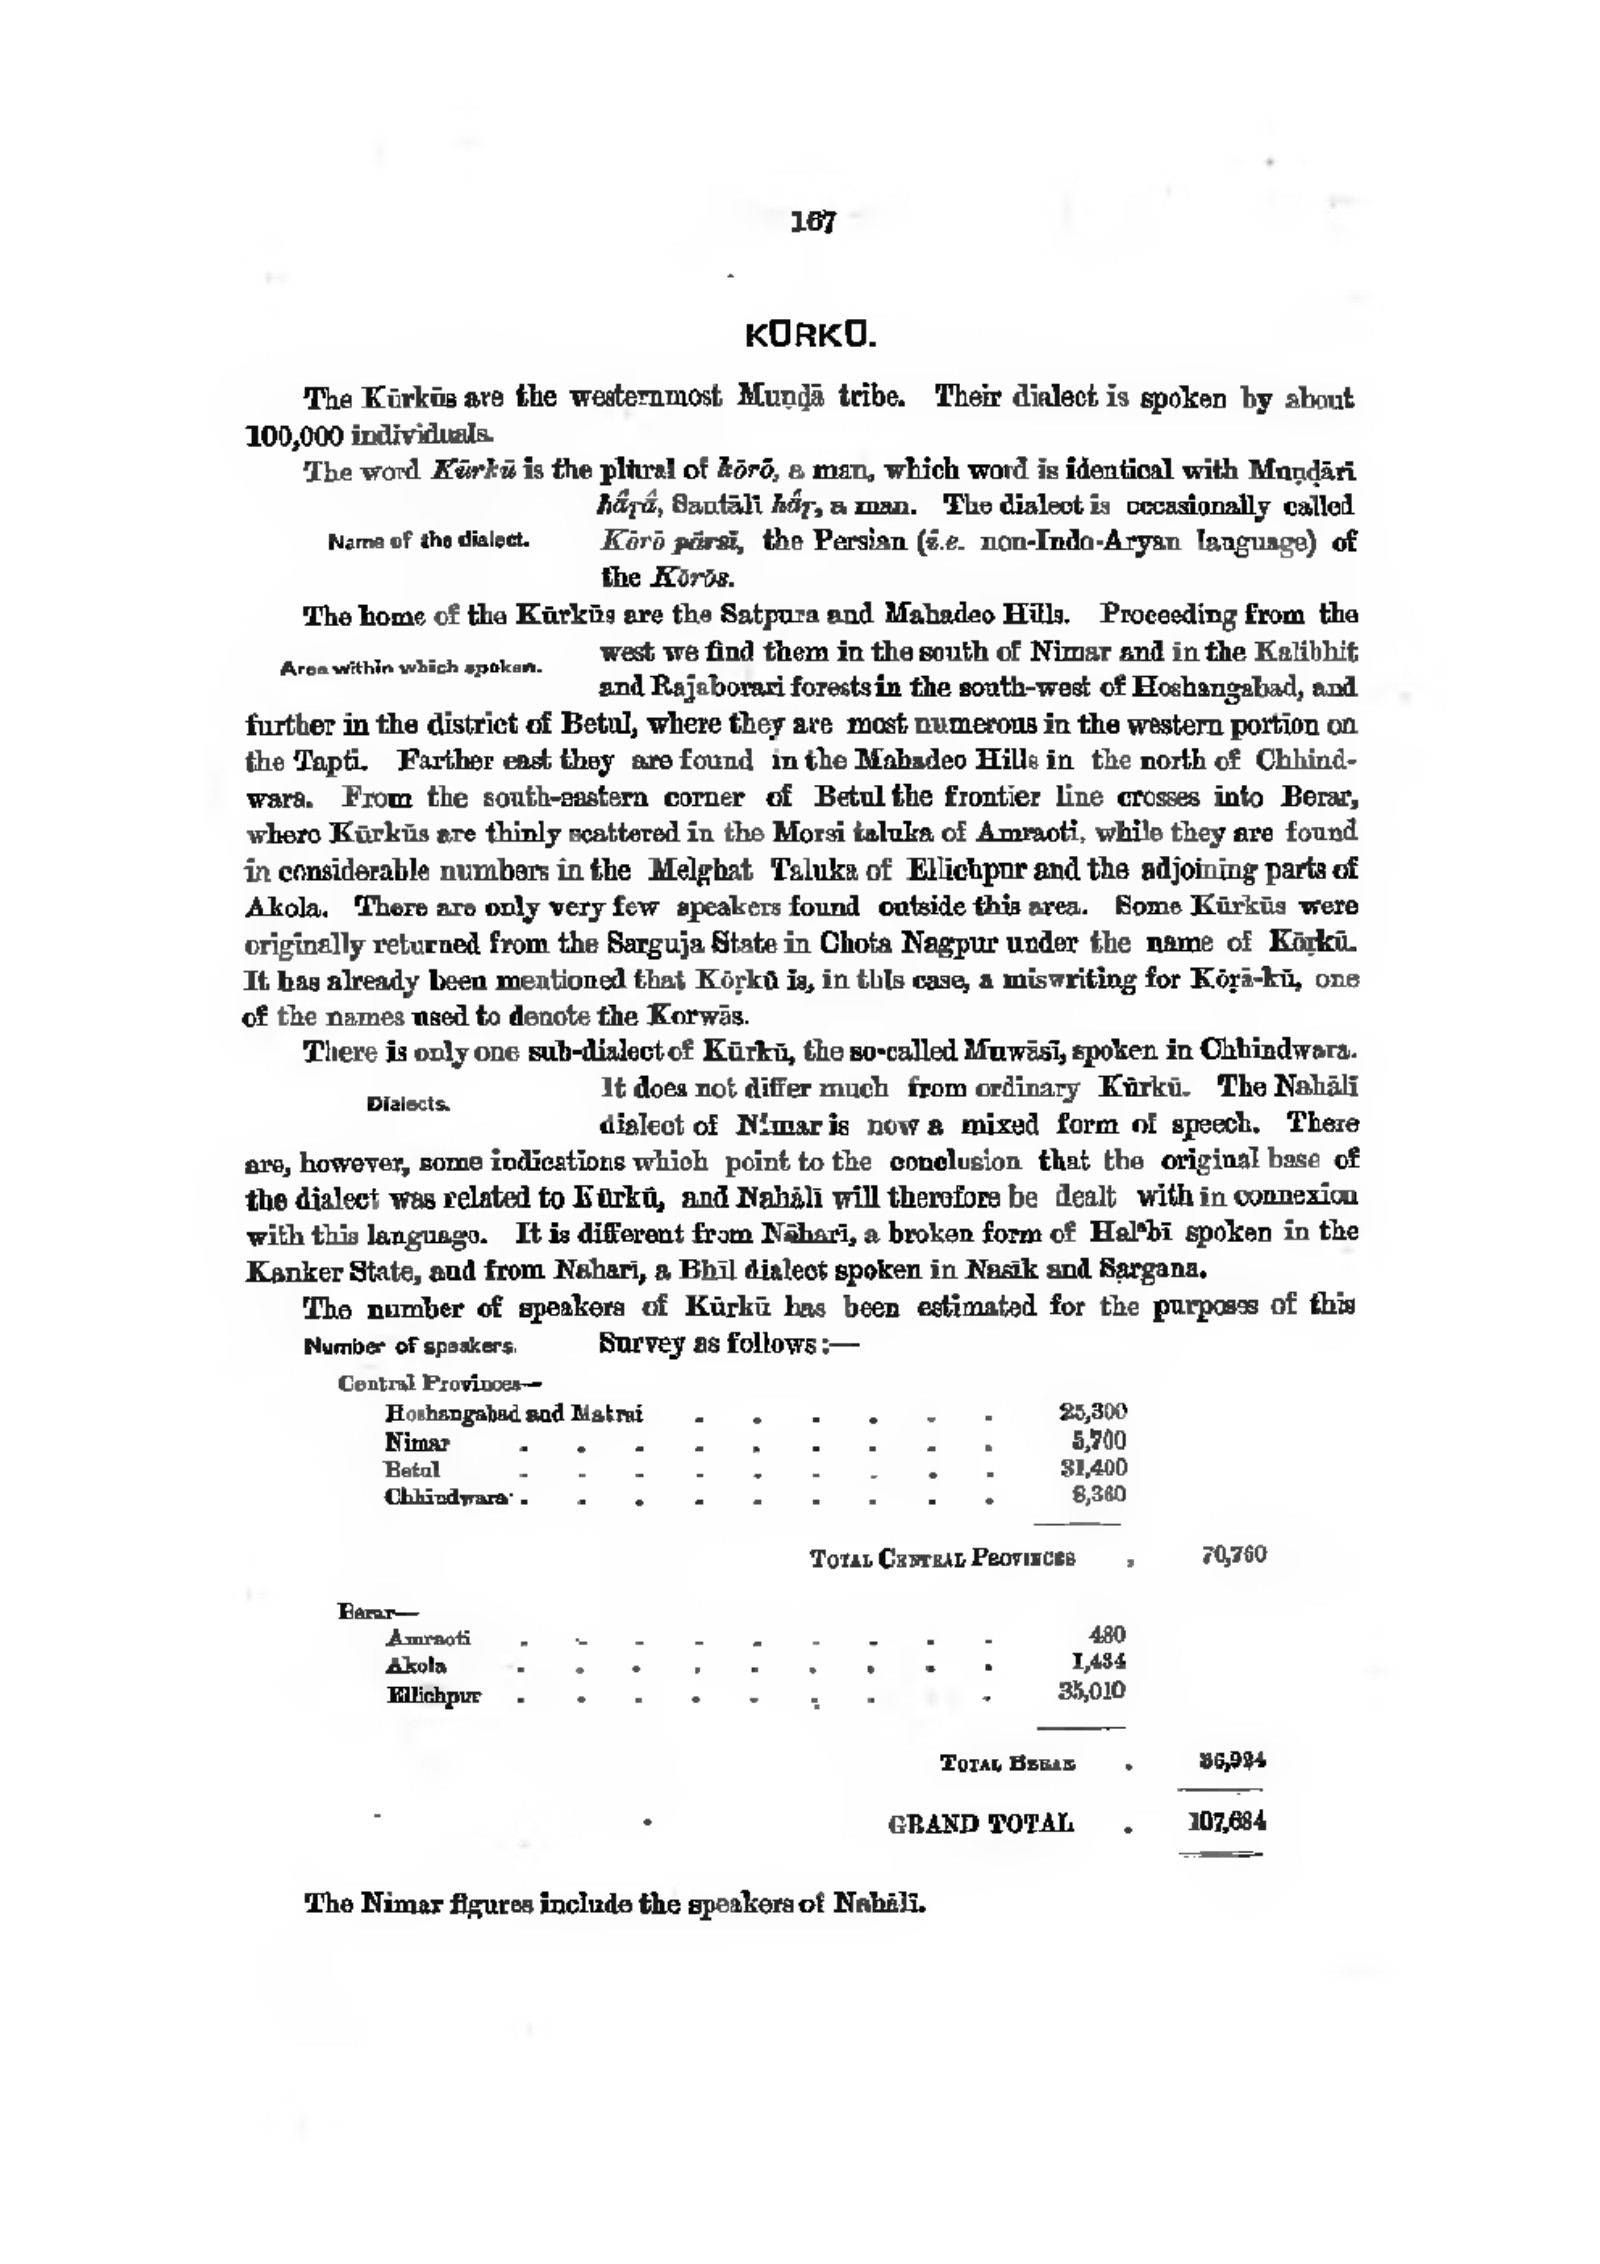 167
KŪRKŪ.
The Kūrkūs are the westernmost Muṇḍā tribe. Their dialect is spoken by about
100,000 individuals.
The word Kūrkū is the plural of kōrō, a man, which word is identical with Muṇḍārī
hā̂ṛā̂, Santālī hā̂ṛ, a man. The dialect is occasionally called
Name of the dialect.
Kōrō pārsī, the Persian (i.e. non-Indo-Aryan language) of
the Kōrōs.
The home of the Kūrkūs are the Satpura and Mahadeo Hills. Proceeding from the
west we find them in the south of Nimar and in the Kalibhit
Area within which spoken.
and Rajaborari forests in the south-west of Hoshangabad, and
further in the district of Betul, where they are most numerous in the western portion on
the Tapti. Farther east they are found in the Mahadeo Hills in the north of Chhind-
wara. From the south-eastern corner of Betul the frontier line crosses into Berar,
where Kūrkūs are thinly scattered in the Morsi taluka of Amraoti, while they are found
in considerable numbers in the Melghat Taluka of Ellichpur and the adjoining parts of
Akola. There are only very few speakers found outside this area. Some Kūrkūs were
originally returned from the Sarguja State in Chota Nagpur under the name of Kōṛkū.
It has already been mentioned that Kōṛkū is, in this case, a miswriting for Kōṛā-kū, one
of the names used to denote the Korwās.
There is only one sub-dialect of Kūrkū, the so-called Muwāsī, spoken in Chhindwara.
It does not differ much from ordinary Kūrkū. The Nahālī
Dialects.
dialect of Nimar is now a mixed form of speech. There
are, however, some indications which point to the conclusion that the original base of
the dialect was related to Kūrkū, and Nahālī will therefore be dealt with in connexion
with this language. It is different from Nāharī, a broken form of Halᵃbī spoken in the
Kanker State, and from Naharī, a Bhīl dialect spoken in Nasik and Sargana.
The number of speakers of Kūrkū has been estimated for the purposes of this
Number of speakers. Survey as follows:—
Central Provinces—
Hoshangabad and Makrai . . . . . . 25,300
Nimar . . . . . . . . . 5,700
Betul . . . . . . . . . 31,400
Chhindwara . . . . . . . . . 8,360
TOTAL CENTRAL PROVINCES . 70,760
Berar—
Amraoti . . . . . . . . . 480
Akola . . . . . . . . . 1,434
Ellichpur . . . . . . . . 35,010
TOTAL BERAR . 36,924
GRAND TOTAL . 107,684
The Nimar figures include the speakers of Nahālī.